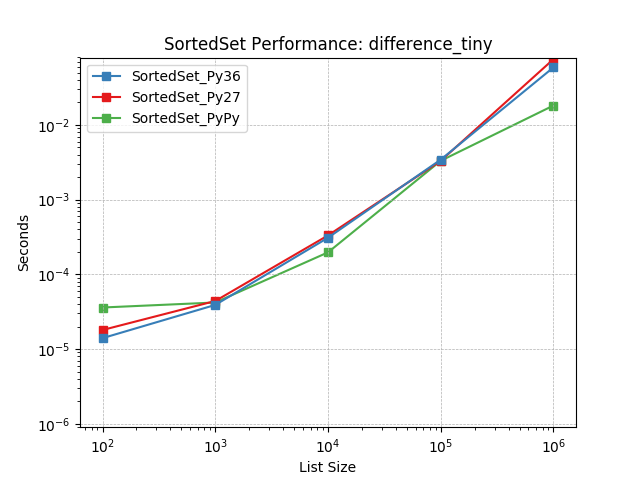 SortedSet Performance: difference_tiny
SortedSet_Py36
SortedSet_Py27
SortedSet_PyPy
Seconds
10⁻²
10⁻³
10⁻⁴
10⁻⁵
10⁻⁶
10² 10³ 10⁴ 10⁵ 10⁶
List Size